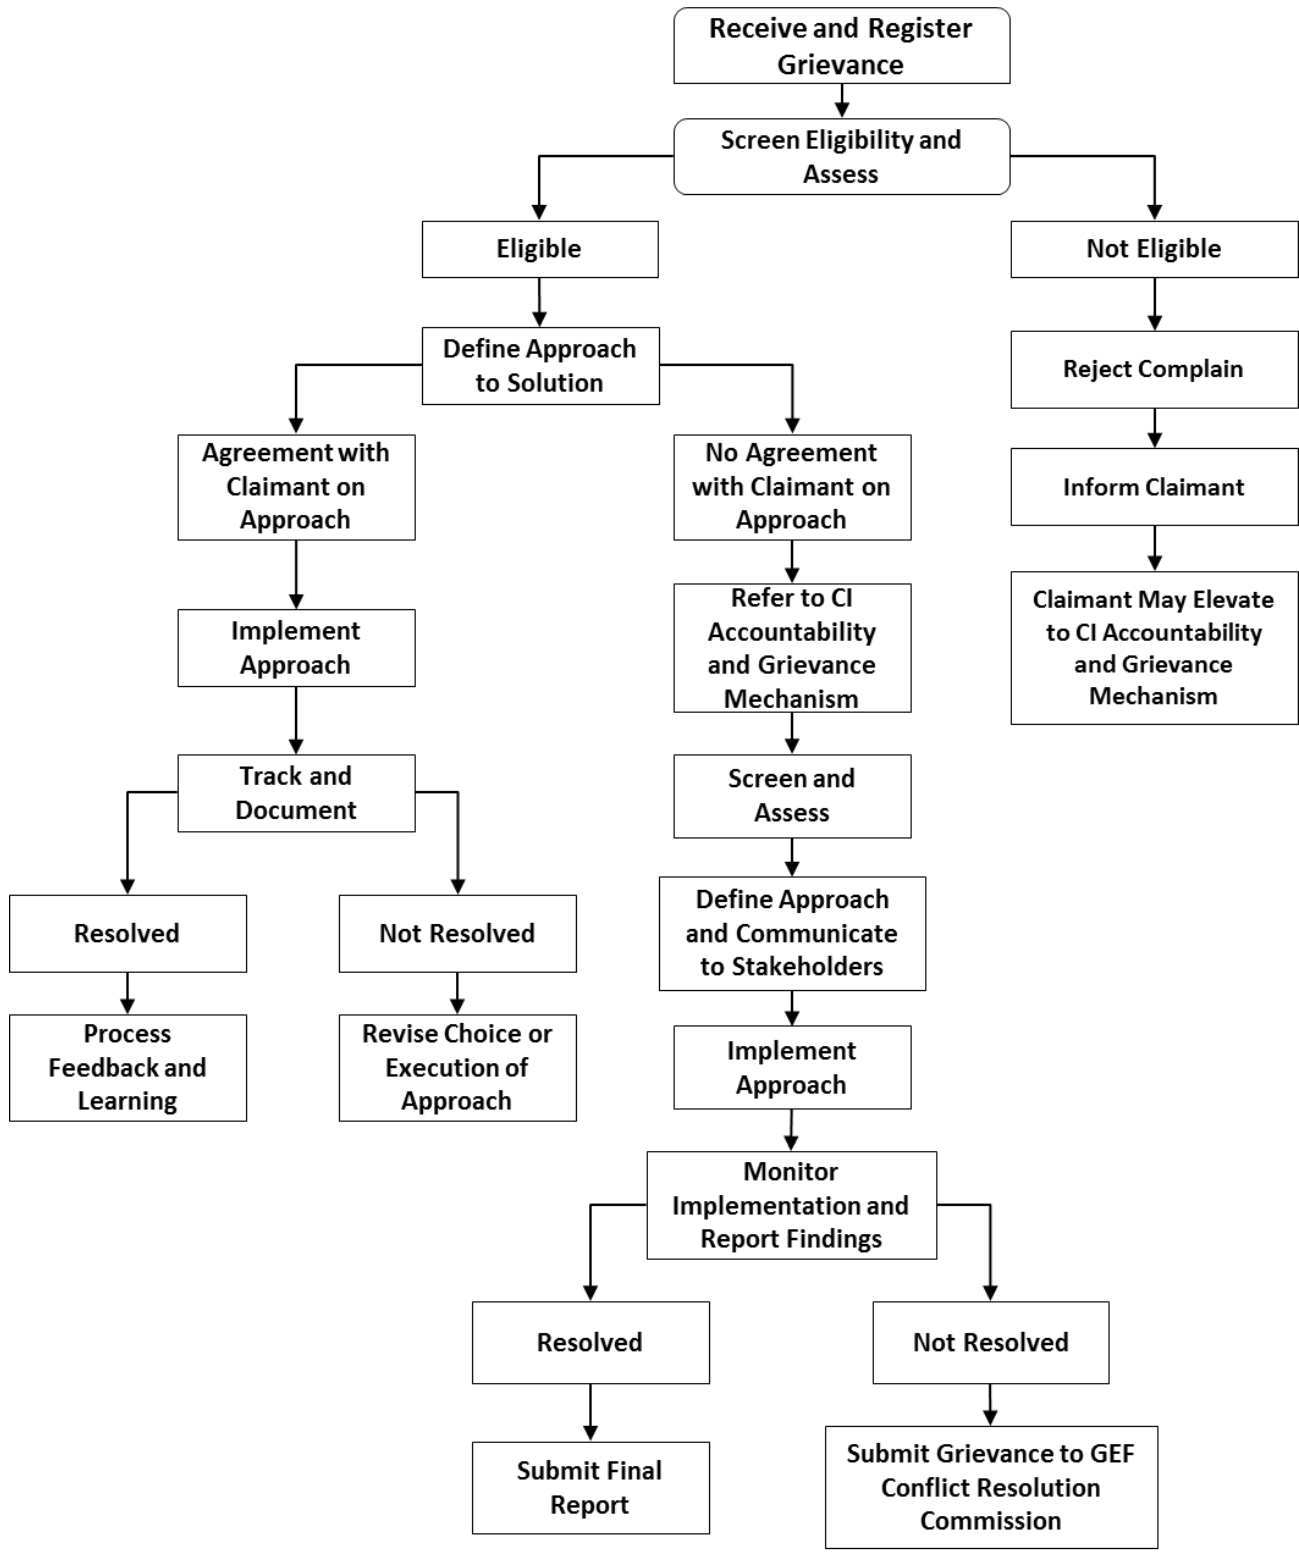 Receive and Register
Grievance
Screen Eligibility and
Assess
Eligible
Not Eligible
Define Approach
to Solution
Reject Complain
Agreement with
Claimant on
Approach
No Agreement
with Claimant on
Approach
Inform Claimant
Implement
Approach
Refer to CI
Accountability
and Grievance
Mechanism
Claimant May Elevate
to CI Accountability
and Grievance
Mechanism
Track and
Document
Screen and
Assess
Resolved
Not Resolved
Define Approach
and Communicate
to Stakeholders
Process
Feedback and
Learning
Revise Choice or
Execution of
Approach
Implement
Approach
Monitor
Implementation and
Report Findings
Resolved
Not Resolved
Submit Final
Report
Submit Grievance to GEF
Conflict Resolution
Commission